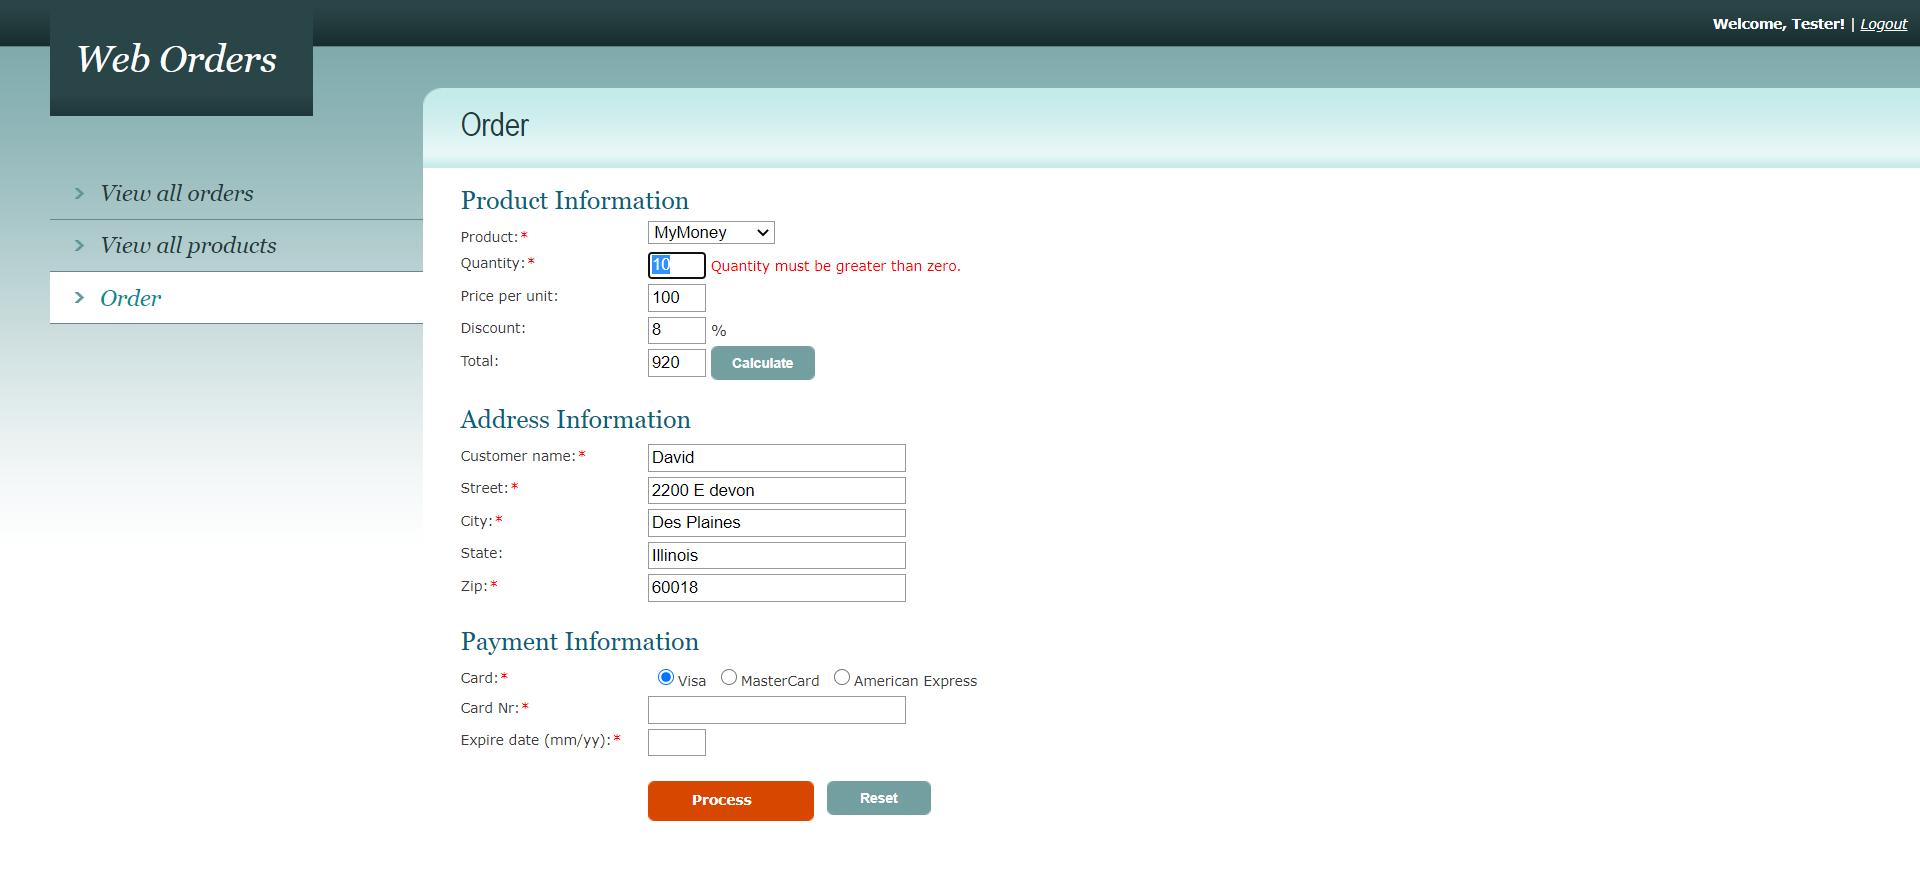 Welcome, Tester! | Logout
Web Orders
Order
View all orders
View all products
Order
Product Information
Product:* MyMoney
Quantity:* 10 Quantity must be greater than zero.
Price per unit: 100
Discount: 8 %
Total: 920 Calculate
Address Information
Customer name:* David
Street:* 2200 E devon
City:* Des Plaines
State: Illinois
Zip:* 60018
Payment Information
Card:* Visa MasterCard American Express
Card Nr:*
Expire date (mm/yy):*
Process Reset